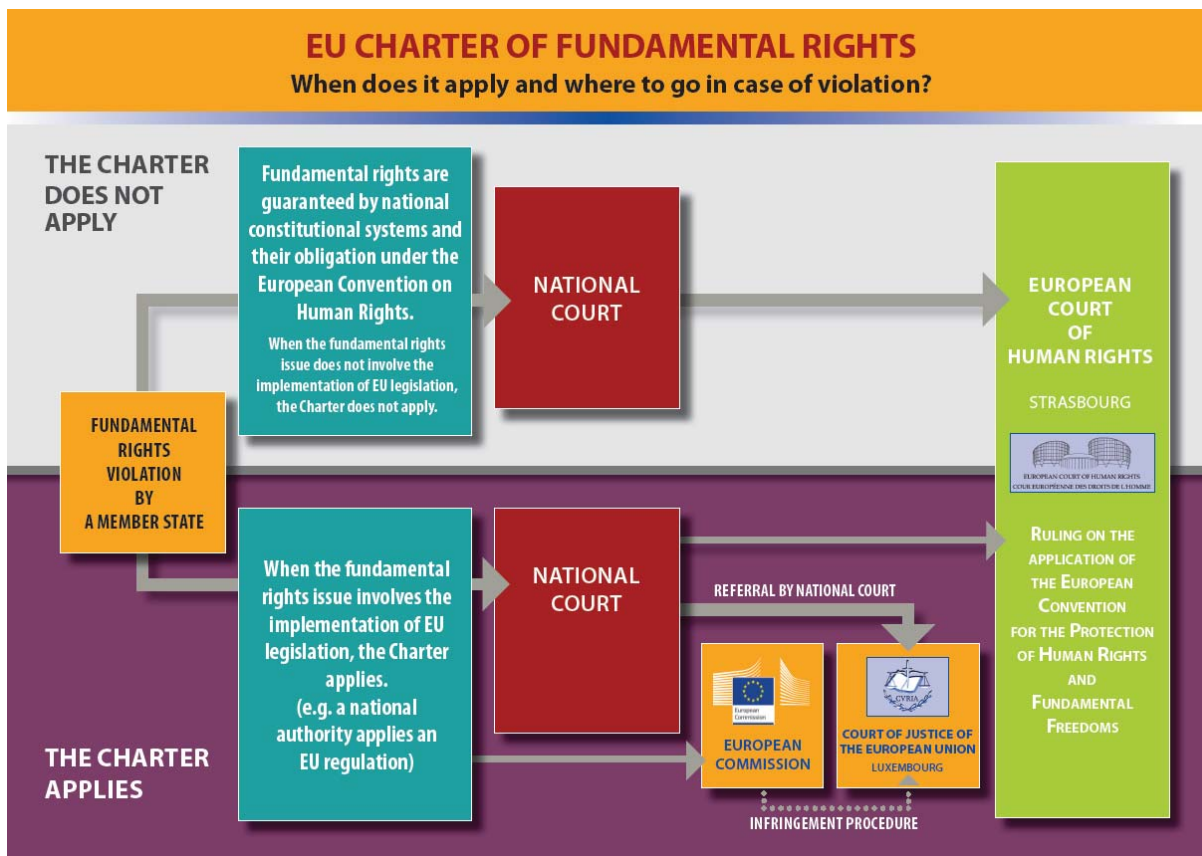 EU CHARTER OF FUNDAMENTAL RIGHTS
When does it apply and where to go in case of violation?
THE CHARTER
DOES NOT
APPLY
Fundamental rights are
guaranteed by national
constitutional systems and
their obligation under the
European Convention on
Human Rights.
When the fundamental rights
issue does not involve the
implementation of EU legislation,
the Charter does not apply.
NATIONAL
COURT
EUROPEAN
COURT
OF
HUMAN RIGHTS
STRASBOURG
EUROPEAN COURT OF HUMAN RIGHTS
COUR EUROPÉENNE DES DROITS DE L'HOMME
RULING ON THE
APPLICATION OF
THE EUROPEAN
CONVENTION
FOR THE PROTECTION
OF HUMAN RIGHTS
AND
FUNDAMENTAL
FREEDOMS
FUNDAMENTAL
RIGHTS
VIOLATION
BY
A MEMBER STATE
THE CHARTER
APPLIES
When the fundamental
rights issue involves the
implementation of EU
legislation, the Charter
applies.
(e.g. a national
authority applies an
EU regulation)
NATIONAL
COURT
REFERRAL BY NATIONAL COURT
European
Commission
EUROPEAN
COMMISSION
CVRIA
COURT OF JUSTICE OF
THE EUROPEAN UNION
LUXEMBOURG
INFRINGEMENT PROCEDURE